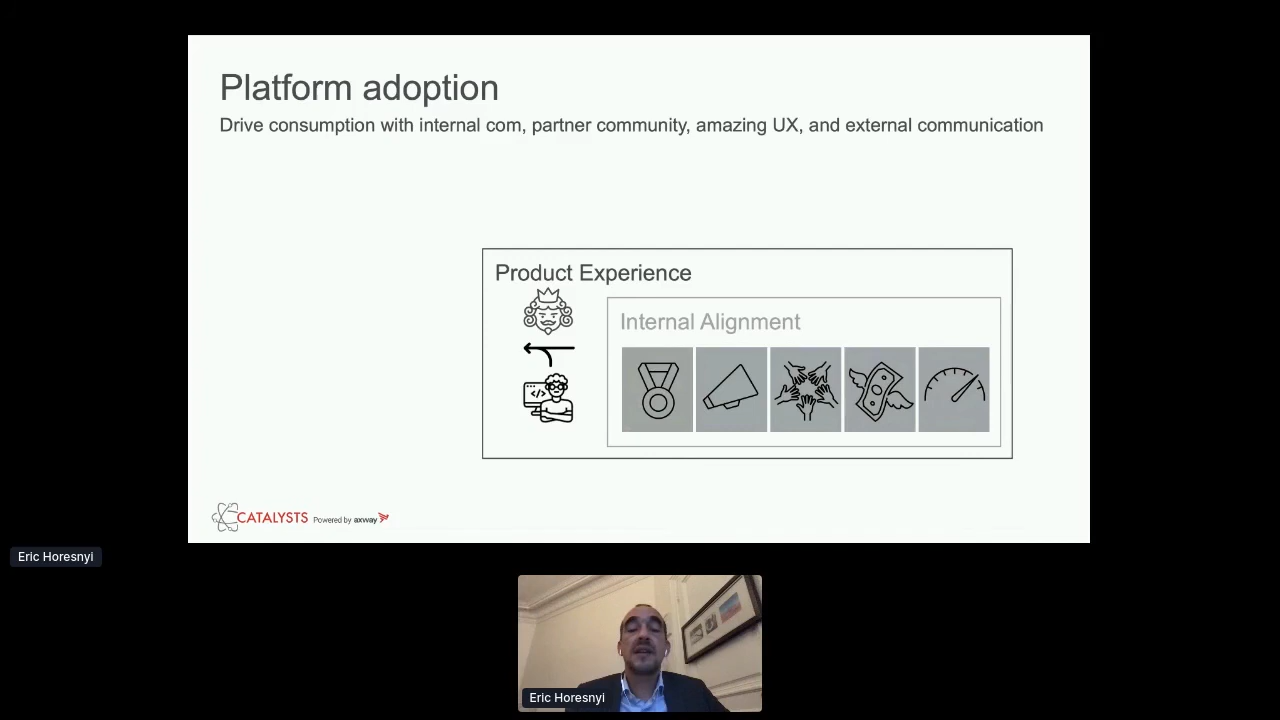 Platform adoption
Drive consumption with internal com, partner community, amazing UX, and external communication
Product Experience
Internal Alignment
</>
CATALYSTS Powered by axway
Eric Horesnyi
Eric Horesnyi